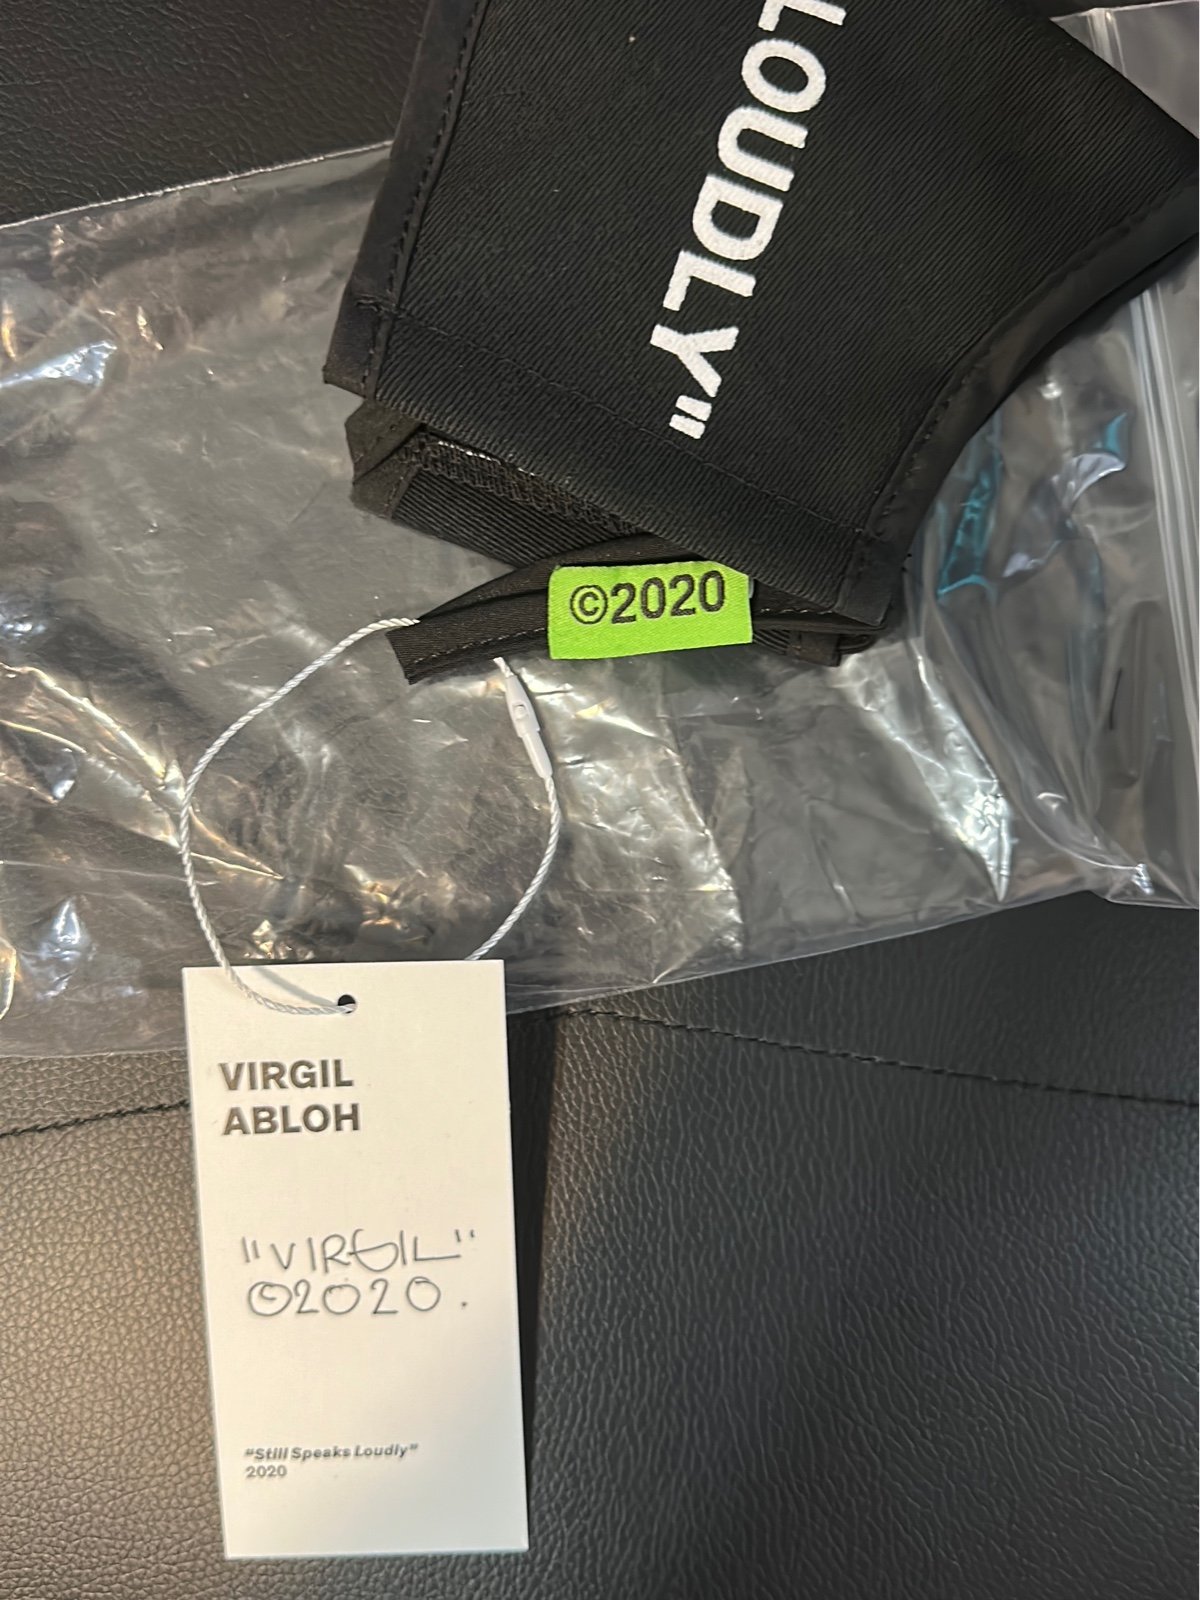 LOUDLY"
©2020
VIRGIL
ABLOH
"VIRGIL"
©2020.
"Still Speaks Loudly"
2020